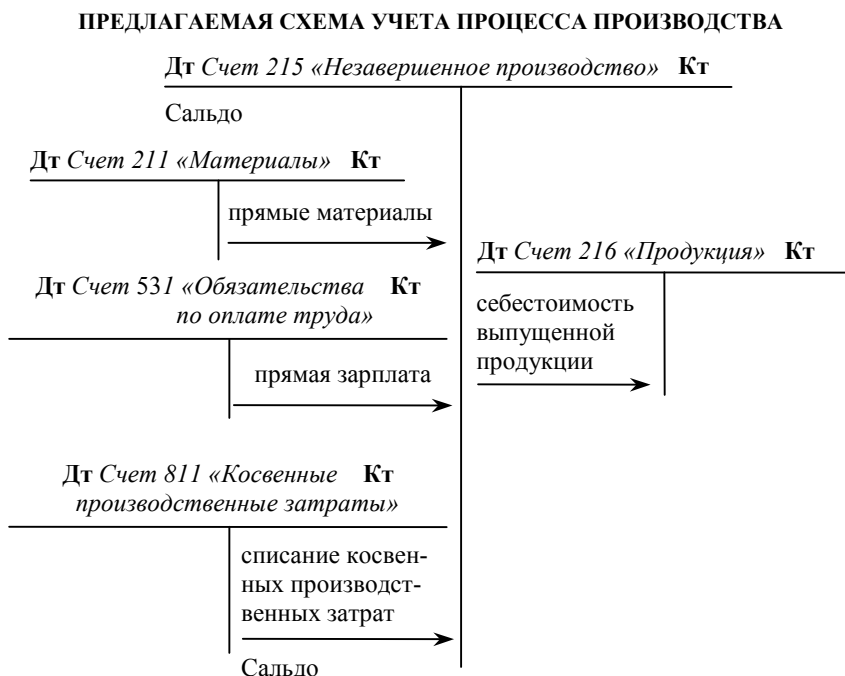 ПРЕДЛАГАЕМАЯ СХЕМА УЧЕТА ПРОЦЕССА ПРОИЗВОДСТВА
Дт Счет 215 «Незавершенное производство» Кт
Сальдо
Дт Счет 211 «Материалы» Кт
прямые материалы
Дт Счет 531 «Обязательства Кт
по оплате труда»
прямая зарплата
Дт Счет 216 «Продукция» Кт
себестоимость
выпущенной
продукции
Дт Счет 811 «Косвенные Кт
производственные затраты»
списание косвен-
ных производст-
венных затрат
Сальдо